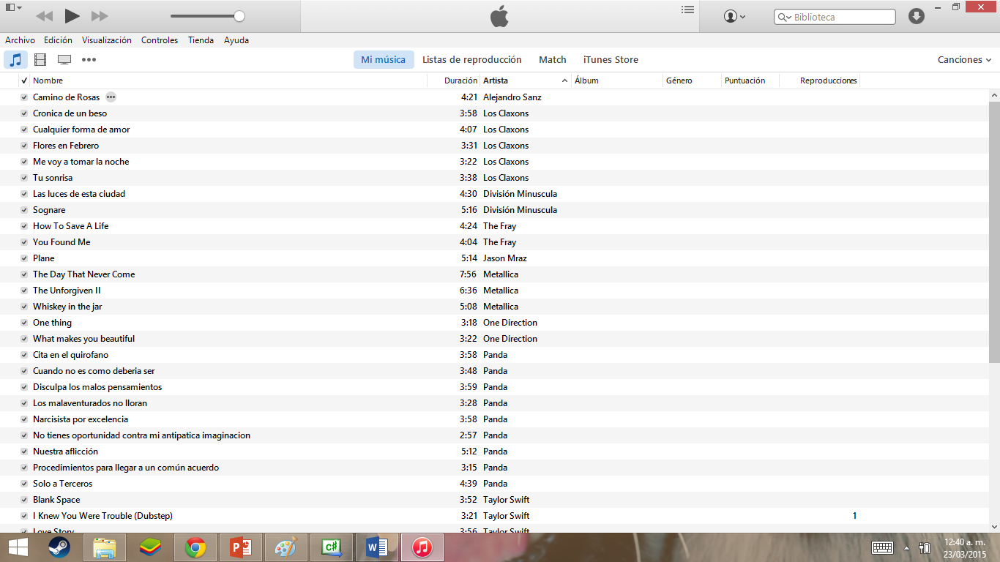 Biblioteca
Archivo Edición Visualización Controles Tienda Ayuda
Mi música Listas de reproducción Match iTunes Store Canciones
Nombre Duración Artista Álbum Género Puntuación Reproducciones
Camino de Rosas 4:21 Alejandro Sanz
Cronica de un beso 3:58 Los Claxons
Cualquier forma de amor 4:07 Los Claxons
Flores en Febrero 3:31 Los Claxons
Me voy a tomar la noche 3:22 Los Claxons
Tu sonrisa 3:38 Los Claxons
Las luces de esta ciudad 4:30 División Minuscula
Sognare 5:16 División Minuscula
How To Save A Life 4:24 The Fray
You Found Me 4:04 The Fray
Plane 5:14 Jason Mraz
The Day That Never Come 7:56 Metallica
The Unforgiven II 6:36 Metallica
Whiskey in the jar 5:08 Metallica
One thing 3:18 One Direction
What makes you beautiful 3:22 One Direction
Cita en el quirofano 3:58 Panda
Cuando no es como deberia ser 3:48 Panda
Disculpa los malos pensamientos 3:59 Panda
Los malaventurados no lloran 3:28 Panda
Narcisista por excelencia 3:58 Panda
No tienes oportunidad contra mi antipatica imaginacion 2:57 Panda
Nuestra aflicción 5:12 Panda
Procedimientos para llegar a un común acuerdo 3:15 Panda
Solo a Terceros 4:39 Panda
Blank Space 3:52 Taylor Swift
I Knew You Were Trouble (Dubstep) 3:21 Taylor Swift 1
Love Story 3:56 Taylor Swift
12:40 a. m.
23/03/2015